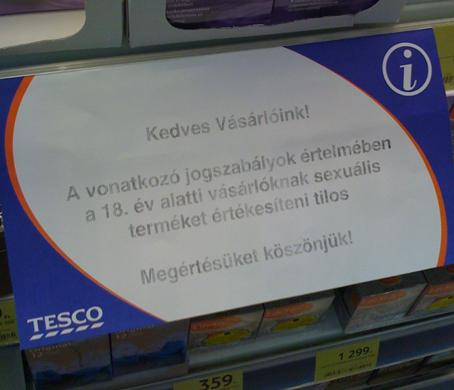 Kedves Vásárlóink!
A vonatkozó jogszabályok értelmében
a 18. év alatti vásárlóknak sexuális
terméket értékesíteni tilos
Megértésüket köszönjük!
TESCO
1 299
359